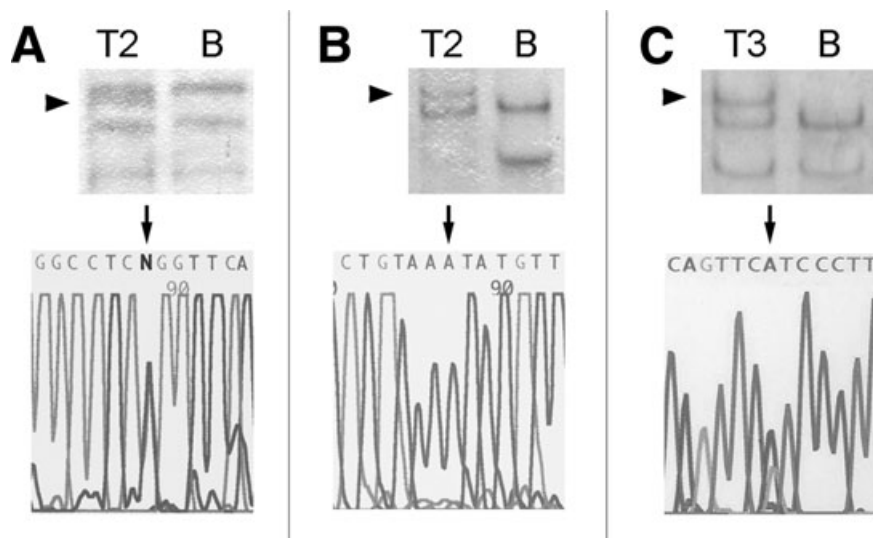 A T2 B
B T2 B
C T3 B
GGCCTCNGGTTCA
90
CTGTAAATATGTT
90
CAGTTCATCCCTT